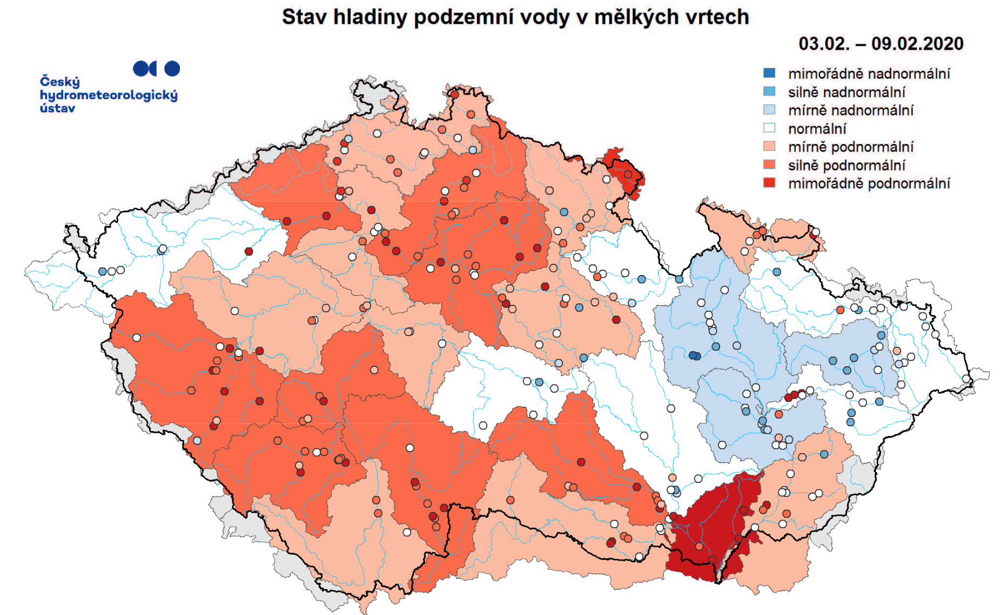 Stav hladiny podzemní vody v mělkých vrtech
03.02. – 09.02.2020
Český
hydrometeorologický
ústav
mimořádně nadnormální
silně nadnormální
mírně nadnormální
normální
mírně podnormální
silně podnormální
mimořádně podnormální